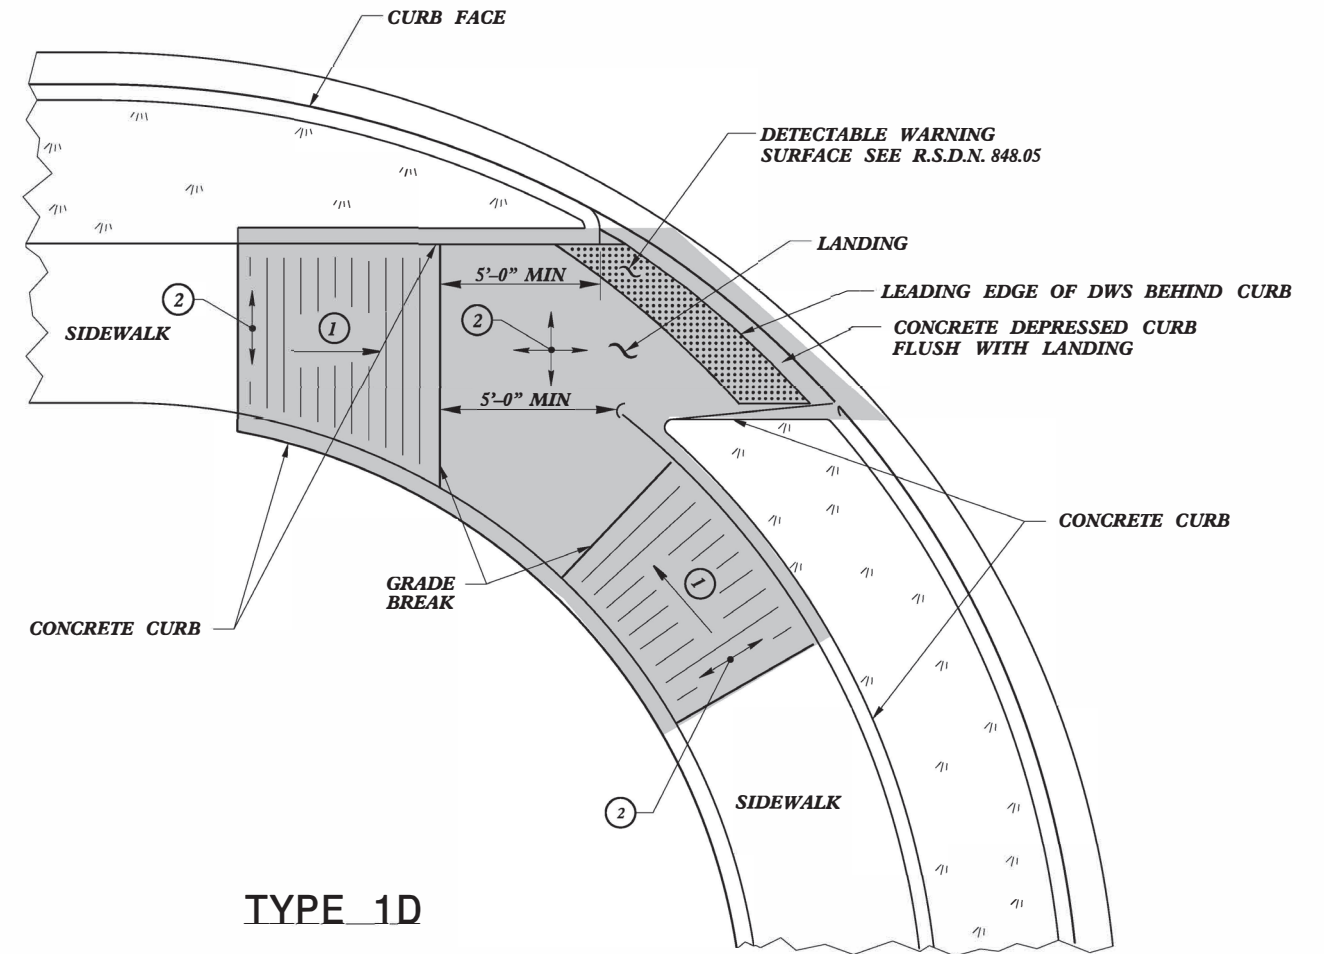 CURB FACE
DETECTABLE WARNING
SURFACE SEE R.S.D.N. 848.05
LANDING
5'-0" MIN
LEADING EDGE OF DWS BEHIND CURB
2
2
1
SIDEWALK
CONCRETE DEPRESSED CURB
FLUSH WITH LANDING
5'-0" MIN
CONCRETE CURB
GRADE
BREAK
1
CONCRETE CURB
2
SIDEWALK
TYPE 1D